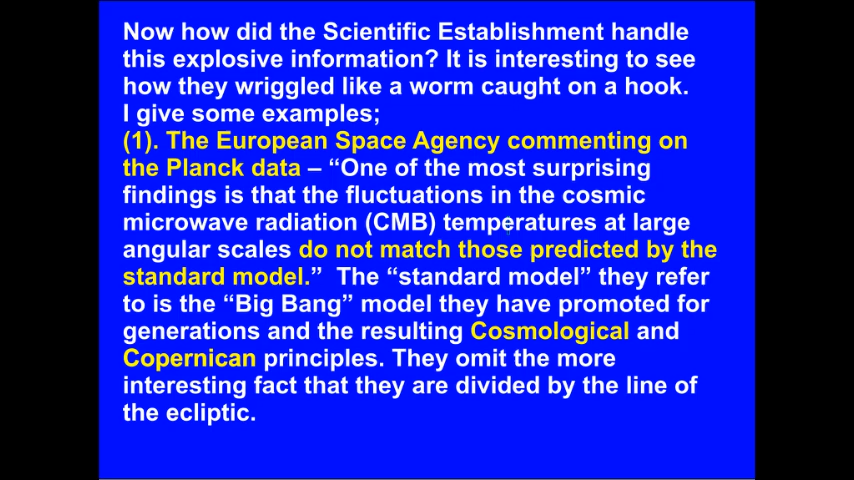 Now how did the Scientific Establishment handle
this explosive information? It is interesting to see
how they wriggled like a worm caught on a hook.
I give some examples;
(1). The European Space Agency commenting on
the Planck data – “One of the most surprising
findings is that the fluctuations in the cosmic
microwave radiation (CMB) temperatures at large
angular scales do not match those predicted by the
standard model.”  The “standard model” they refer
to is the “Big Bang” model they have promoted for
generations and the resulting Cosmological and
Copernican principles. They omit the more
interesting fact that they are divided by the line of
the ecliptic.